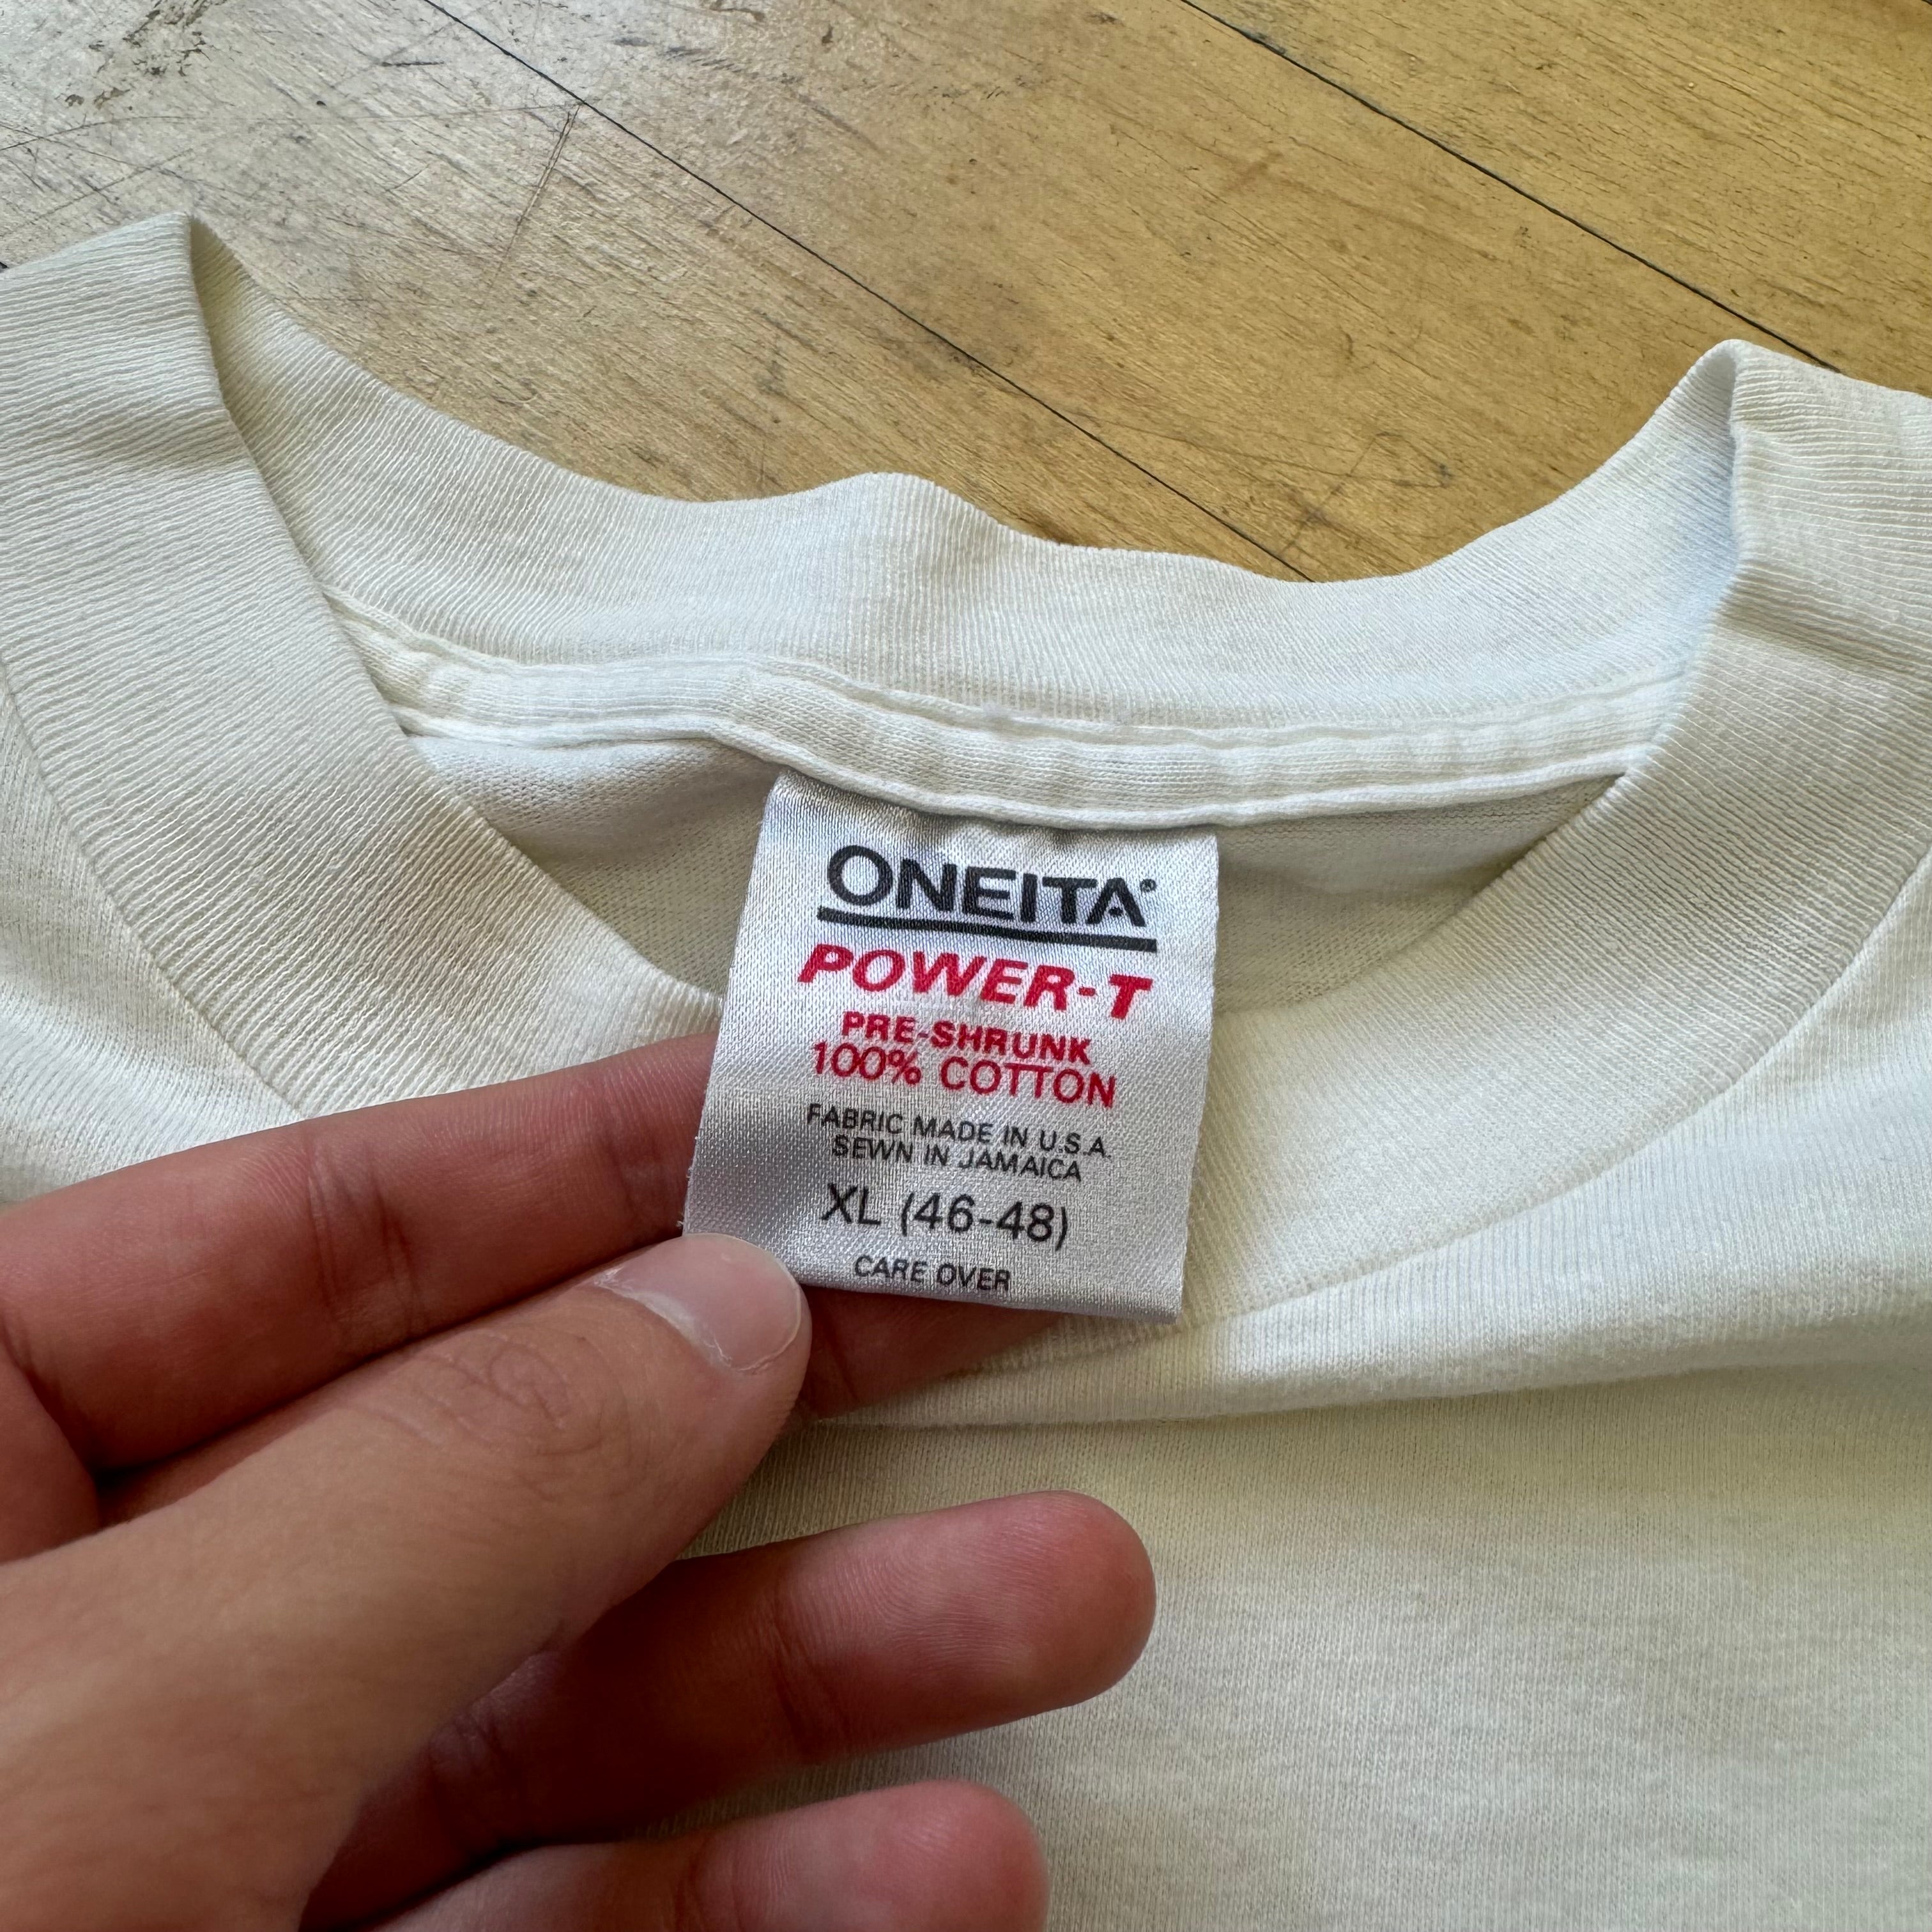 ONEITA®
POWER-T
PRE-SHRUNK
100% COTTON
FABRIC MADE IN U.S.A.
SEWN IN JAMAICA
XL (46-48)
CARE OVER